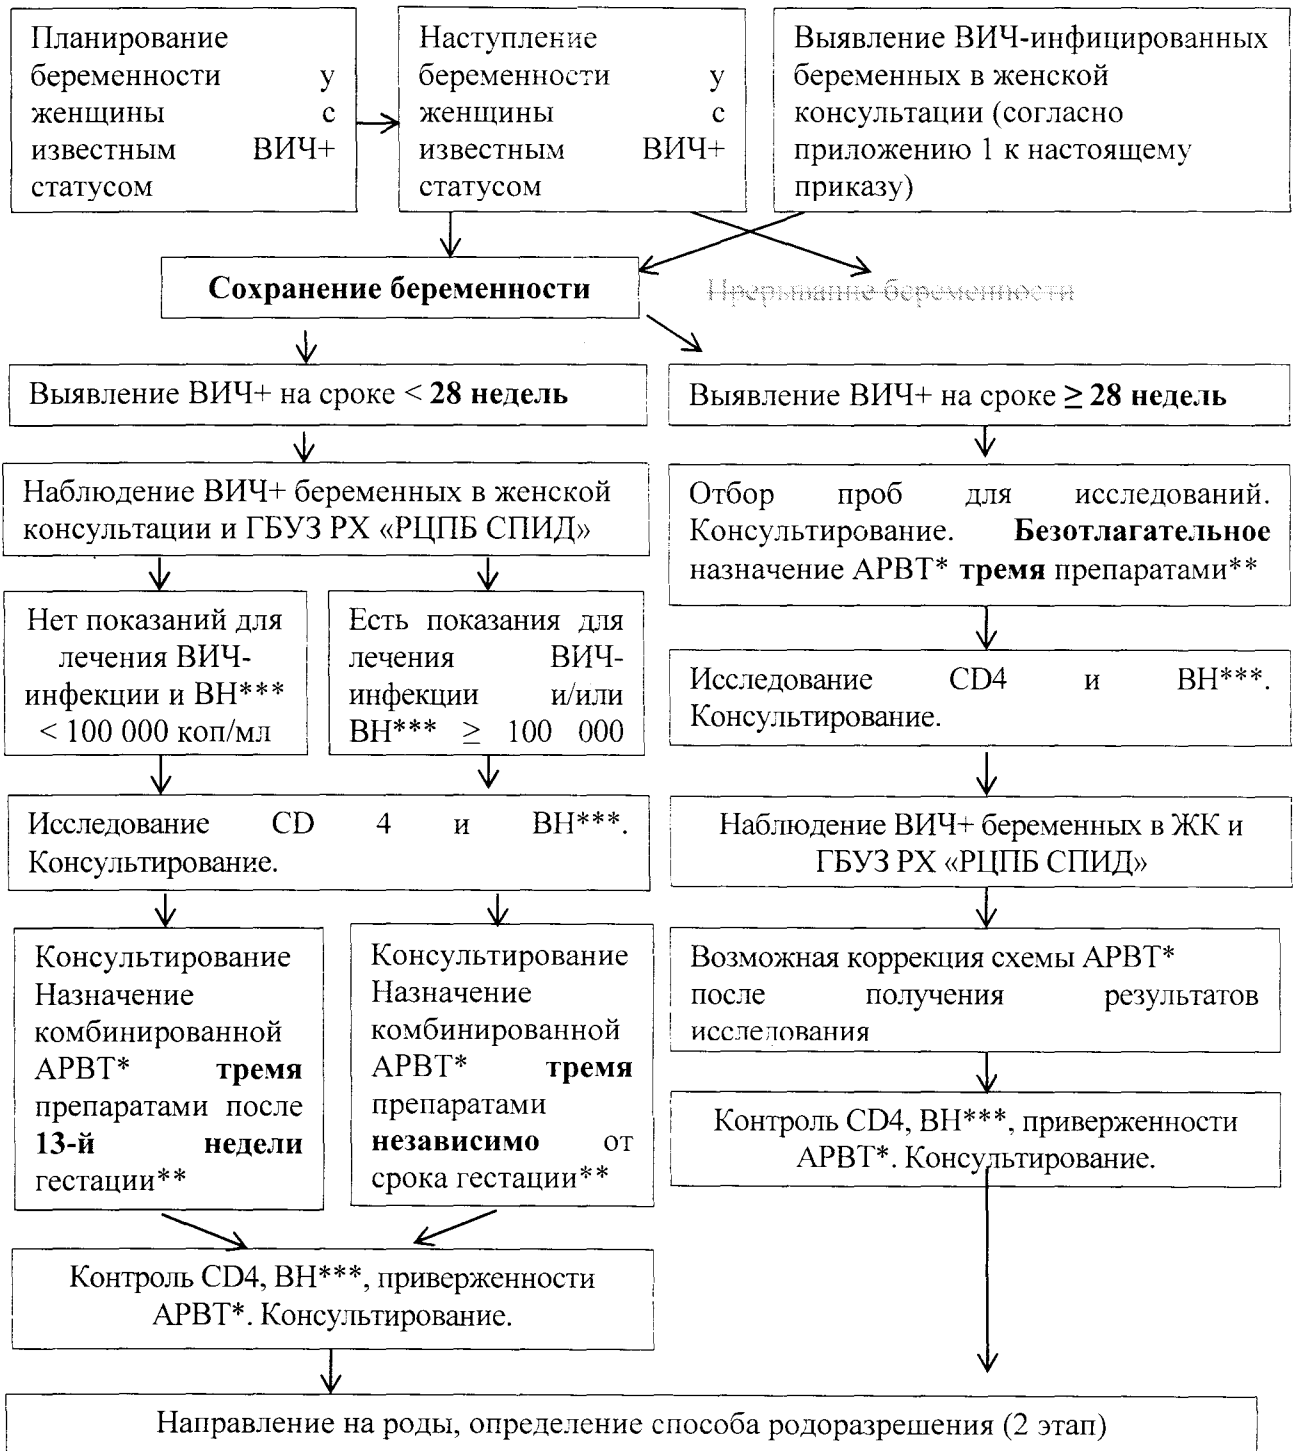 Планирование
беременности у
женщины с
известным ВИЧ+
статусом
Наступление
беременности у
женщины с
известным ВИЧ+
статусом
Выявление ВИЧ-инфицированных
беременных в женской
консультации (согласно
приложению 1 к настоящему
приказу)
Сохранение беременности
Прерывание беременности
Выявление ВИЧ+ на сроке < 28 недель
Выявление ВИЧ+ на сроке ≥ 28 недель
Наблюдение ВИЧ+ беременных в женской
консультации и ГБУЗ РХ «РЦПБ СПИД»
Отбор проб для исследований.
Консультирование. Безотлагательное
назначение АРВТ* тремя препаратами**
Нет показаний для
лечения ВИЧ-
инфекции и ВН***
< 100 000 коп/мл
Есть показания для
лечения ВИЧ-
инфекции и/или
ВН*** ≥ 100 000
Исследование CD4 и ВН***.
Консультирование.
Исследование CD 4 и ВН***.
Консультирование.
Наблюдение ВИЧ+ беременных в ЖК и
ГБУЗ РХ «РЦПБ СПИД»
Консультирование
Назначение
комбинированной
АРВТ* тремя
препаратами после
13-й недели
гестации**
Консультирование
Назначение
комбинированной
АРВТ* тремя
препаратами
независимо от
срока гестации**
Возможная коррекция схемы АРВТ*
после получения результатов
исследования
Контроль CD4, ВН***, приверженности
АРВТ*. Консультирование.
Контроль CD4, ВН***, приверженности
АРВТ*. Консультирование.
Направление на роды, определение способа родоразрешения (2 этап)